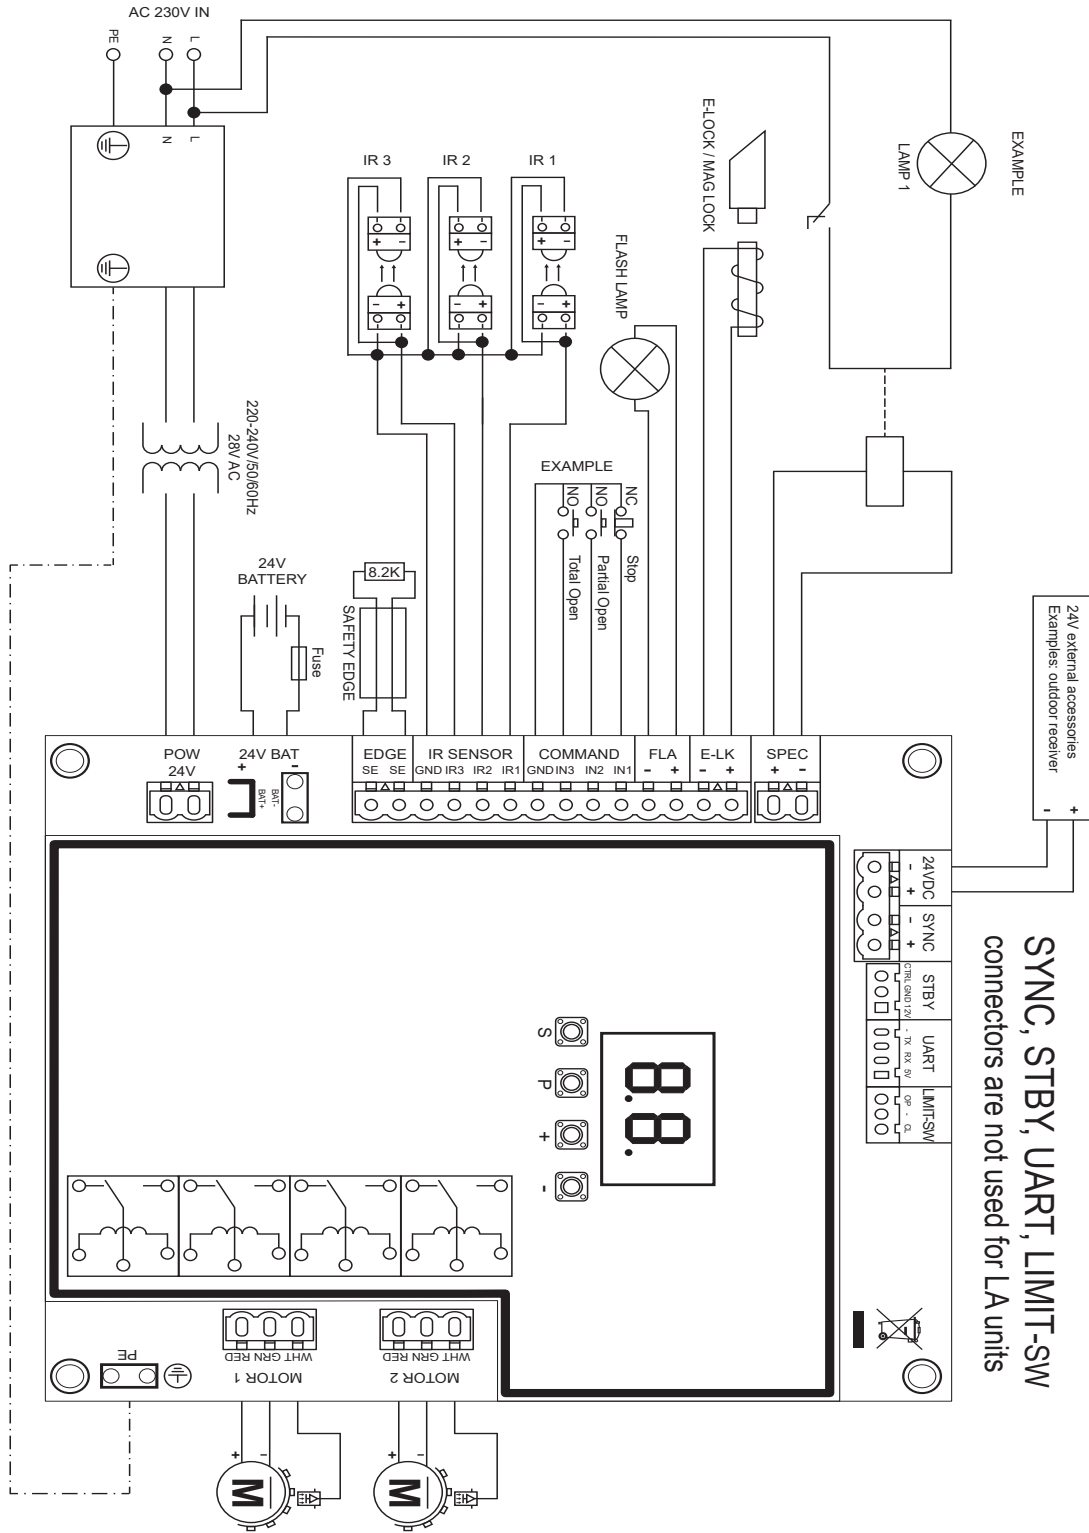 AC 230V IN
PE
N
L
N
L
EXAMPLE
LAMP 1
E-LOCK / MAG LOCK
IR 3
IR 2
IR 1
+ -
+ -
+ -
- +
- +
- +
FLASH LAMP
220-240V/50/60Hz
28V AC
EXAMPLE
NO
NO
NC
Total Open
Partial Open
Stop
24V
BATTERY
Fuse
8.2K
SAFETY EDGE
24V external accessories
Examples: outdoor receiver
- +
POW
24V
24V BAT
+ -
BAT+
BAT-
EDGE
SE SE
IR SENSOR
GND IR3 IR2 IR1
COMMAND
GND IN3 IN2 IN1
FLA
- +
E-LK
- +
SPEC
+ -
24VDC
- +
SYNC
- +
STBY
CTRL GND 12V
UART
- TX RX 5V
LIMIT-SW
OP - CL
SYNC, STBY, UART, LIMIT-SW
connectors are not used for LA units
8.8.
S
P
+
-
PE
WHT GRN RED
MOTOR 1
WHT GRN RED
MOTOR 2
+ -
M
+ -
M